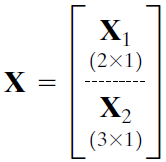 X₁
(2×1)
X =
X₂
(3×1)